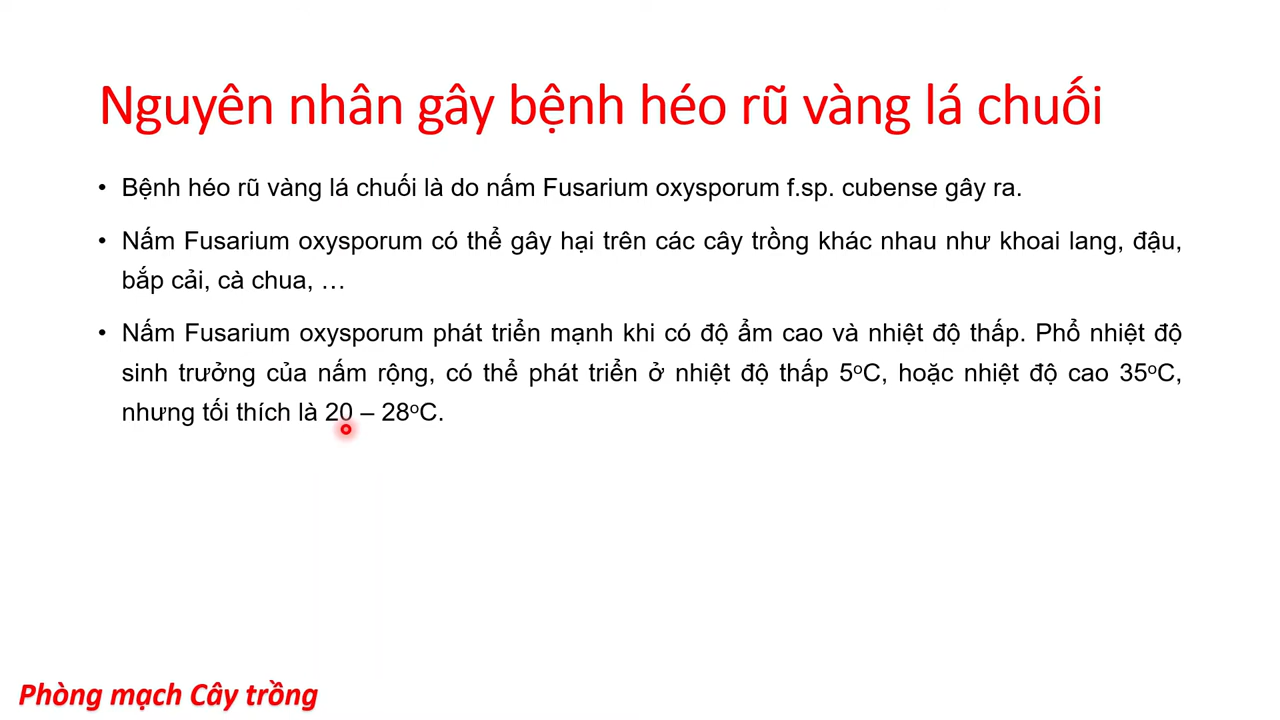 Nguyên nhân gây bệnh héo rũ vàng lá chuối
• Bệnh héo rũ vàng lá chuối là do nấm Fusarium oxysporum f.sp. cubense gây ra.
• Nấm Fusarium oxysporum có thể gây hại trên các cây trồng khác nhau như khoai lang, đậu,
bắp cải, cà chua, …
• Nấm Fusarium oxysporum phát triển mạnh khi có độ ẩm cao và nhiệt độ thấp. Phổ nhiệt độ
sinh trưởng của nấm rộng, có thể phát triển ở nhiệt độ thấp 5ºC, hoặc nhiệt độ cao 35ºC,
nhưng tối thích là 20 – 28ºC.
Phòng mạch Cây trồng